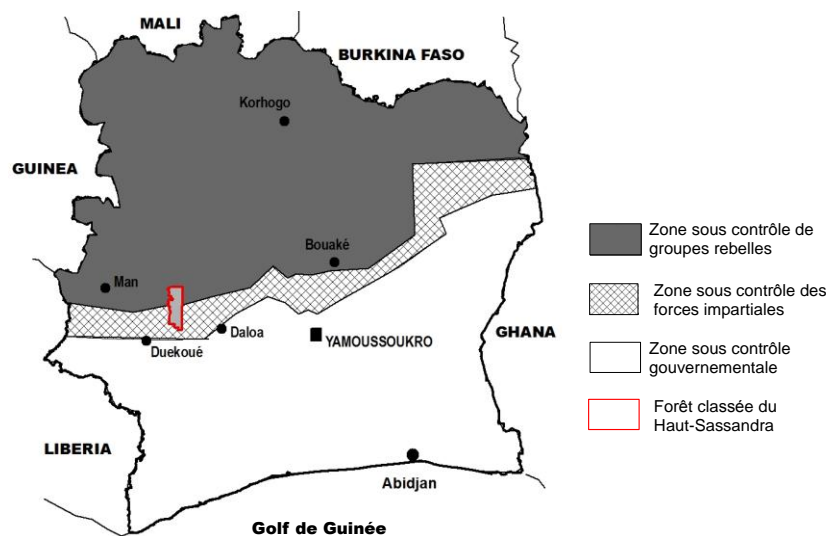 MALI
BURKINA FASO
Korhogo
GUINEA
Bouaké
Man
Daloa
YAMOUSSOUKRO
Duekoué
GHANA
LIBERIA
Abidjan
Golf de Guinée
Zone sous contrôle de
groupes rebelles
Zone sous contrôle des
forces impartiales
Zone sous contrôle
gouvernementale
Forêt classée du
Haut-Sassandra